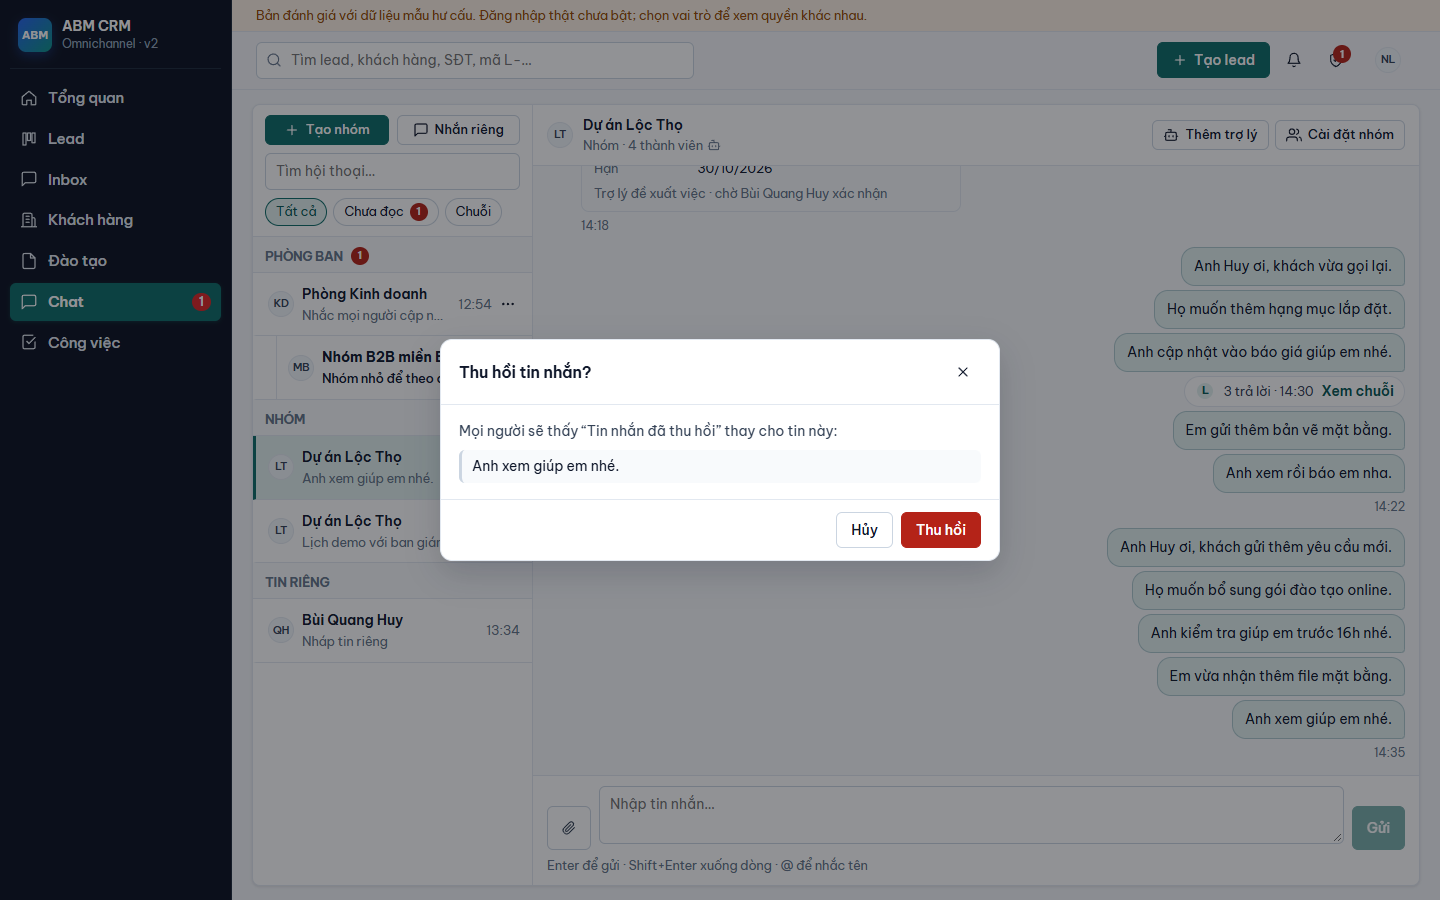 ABM
ABM CRM
Omnichannel · v2
Tổng quan
Lead
Inbox
Khách hàng
Đào tạo
Chat 1
Công việc
Bản đánh giá với dữ liệu mẫu hư cấu. Đăng nhập thật chưa bật; chọn vai trò để xem quyền khác nhau.
Tìm lead, khách hàng, SĐT, mã L-...
Tạo lead
1
NL
Tạo nhóm
Nhắn riêng
Tìm hội thoại...
Tất cả
Chưa đọc 1
Chuỗi
PHÒNG BAN 1
KD
Phòng Kinh doanh
Nhắc mọi người cập n...
12:54
MB
Nhóm B2B miền
Nhóm nhỏ để theo
NHÓM
LT
Dự án Lộc Thọ
Anh xem giúp em nhé.
LT
Dự án Lộc Thọ
Lịch demo với ban giá
TIN RIÊNG
QH
Bùi Quang Huy
Nháp tin riêng
13:34
LT
Dự án Lộc Thọ
Nhóm · 4 thành viên
Thêm trợ lý
Cài đặt nhóm
Hạn 30/10/2026
Trợ lý đề xuất việc · chờ Bùi Quang Huy xác nhận
14:18
Anh Huy ơi, khách vừa gọi lại.
Họ muốn thêm hạng mục lắp đặt.
Anh cập nhật vào báo giá giúp em nhé.
L 3 trả lời · 14:30 Xem chuỗi
Em gửi thêm bản vẽ mặt bằng.
Anh xem rồi báo em nha.
14:22
Anh Huy ơi, khách gửi thêm yêu cầu mới.
Họ muốn bổ sung gói đào tạo online.
Anh kiểm tra giúp em trước 16h nhé.
Em vừa nhận thêm file mặt bằng.
Anh xem giúp em nhé.
14:35
Nhập tin nhắn...
Gửi
Enter để gửi · Shift+Enter xuống dòng · @ để nhắc tên
Thu hồi tin nhắn?
Mọi người sẽ thấy “Tin nhắn đã thu hồi” thay cho tin này:
Anh xem giúp em nhé.
Hủy
Thu hồi